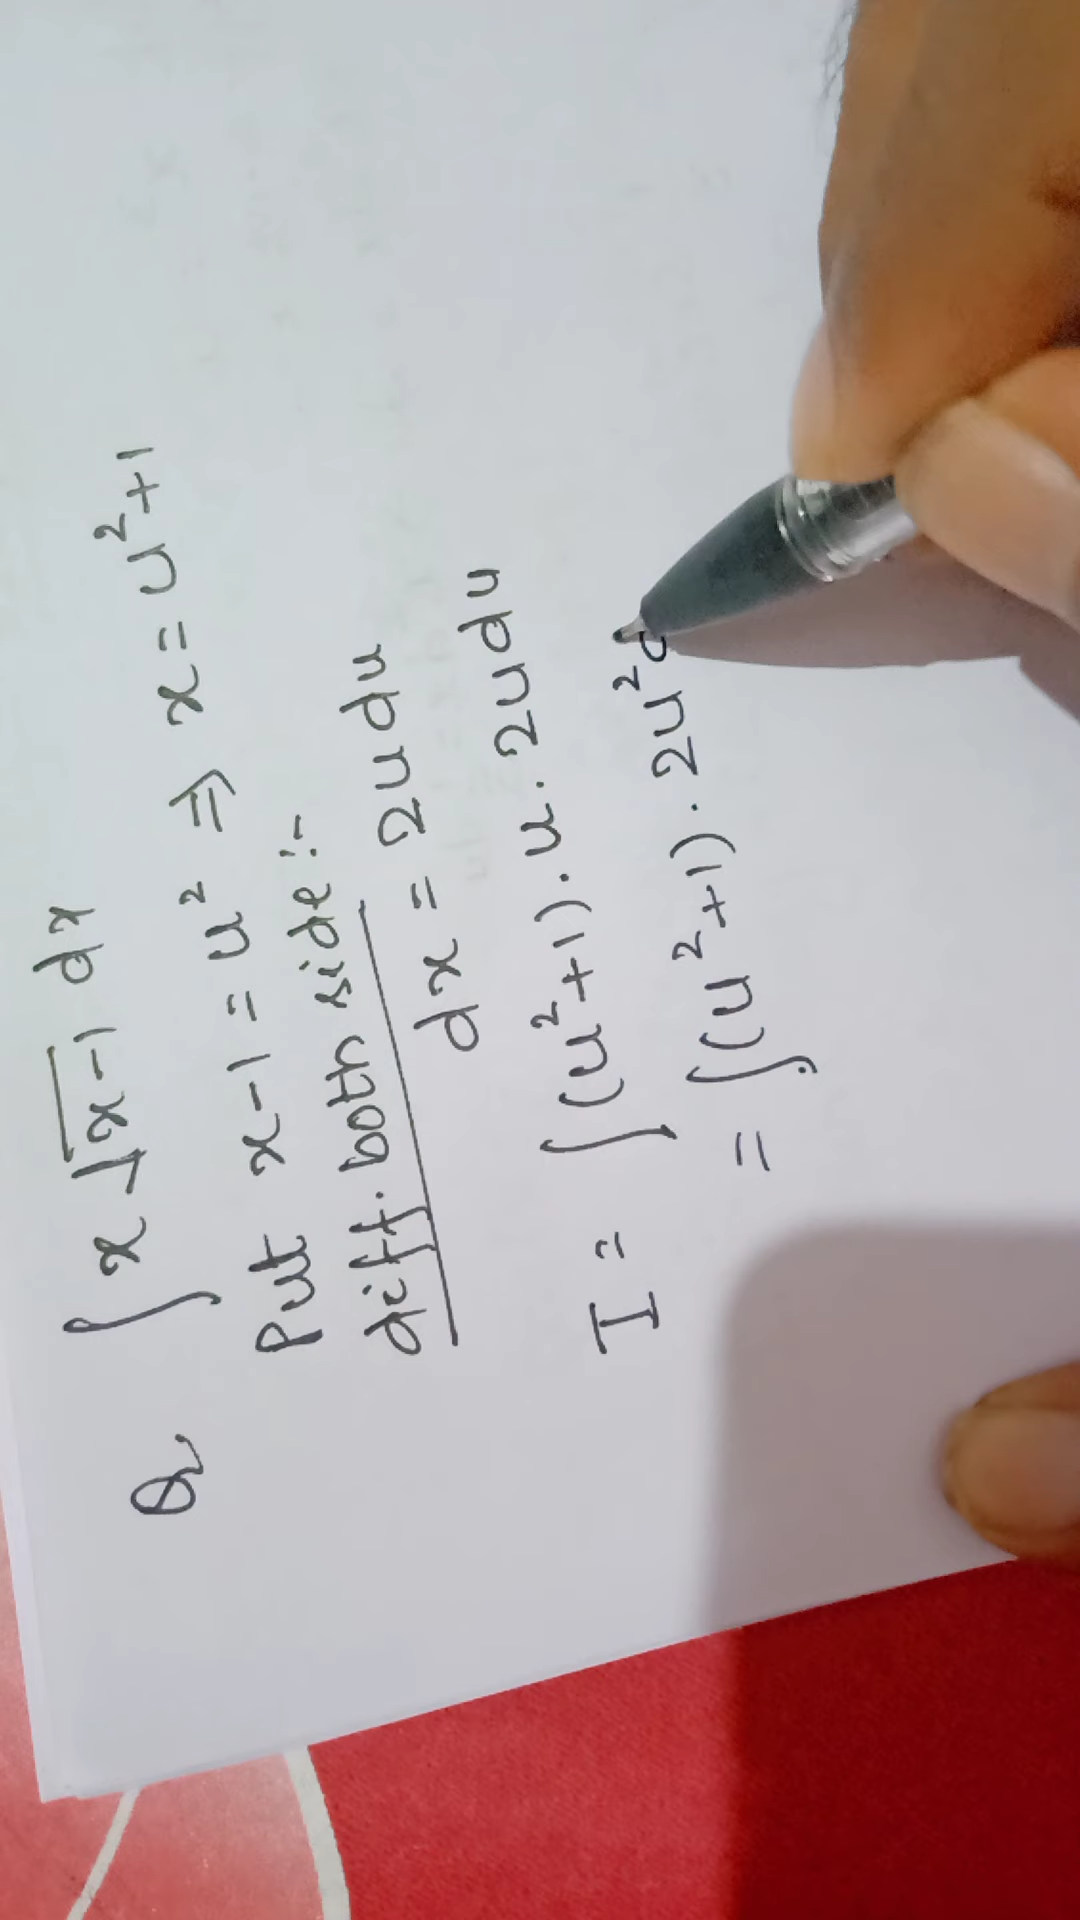 Q ∫ x √x-1 dx
Put x-1 = u² ⇒ x = u²+1
diff. both side :-
dx = 2u du
I = ∫(u²+1). u. 2u du
= ∫(u²+1). 2u²